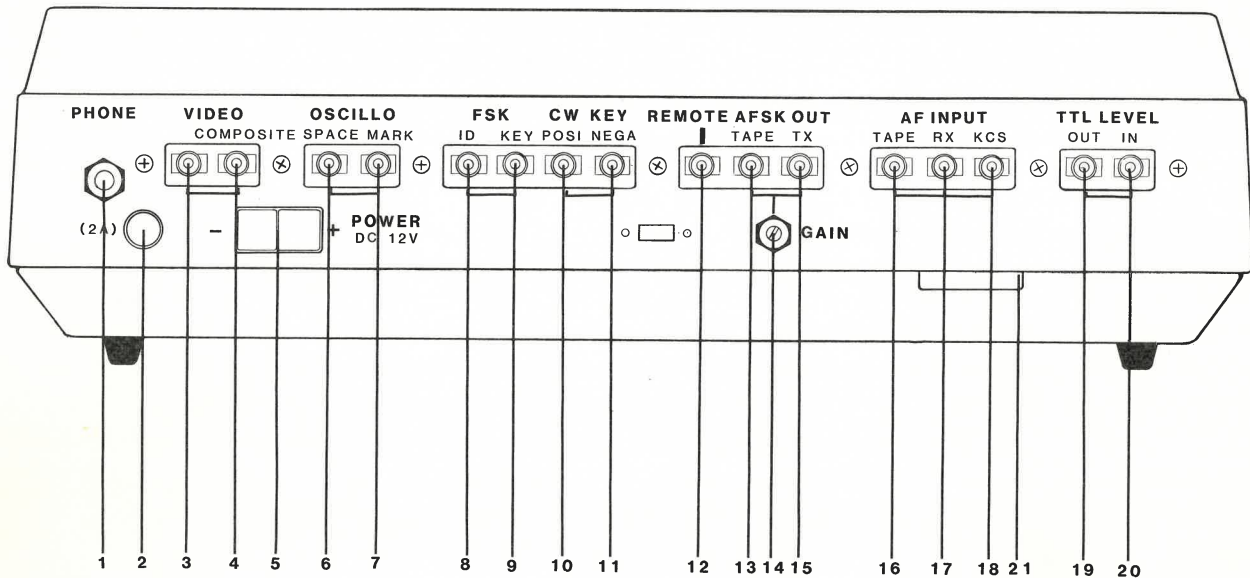 PHONE VIDEO OSCILLO FSK CW KEY REMOTE AFSK OUT AF INPUT TTL LEVEL
COMPOSITE SPACE MARK ID KEY POSI NEGA TAPE TX TAPE RX KCS OUT IN
(2A) - + POWER GAIN
DC 12V
1 2 3 4 5 6 7 8 9 10 11 12 13 14 15 16 17 18 21 19 20